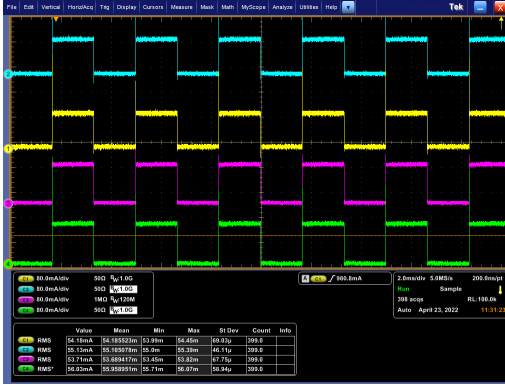 File Edit Vertical Horiz/Acq Trig Display Cursors Measure Mask Math MyScope Analyze Utilities Help Tek
2
1
3
4
C1 80.0mA/div 50Ω BW:1.0G
C2 80.0mA/div 50Ω BW:1.0G
C3 80.0mA/div 1MΩ BW:120M
C4 80.0mA/div 50Ω BW:1.0G
A C1 980.8mA
2.0ms/div 5.0MS/s 200.0ns/pt
Run Sample
398 acqs RL:100.0k
Auto April 23, 2022 11:31:23
Value Mean Min Max St Dev Count Info
C1 RMS 54.18mA 54.185523m 53.99m 54.45m 69.03µ 399.0
C2 RMS 55.13mA 55.105078m 55.0m 55.39m 46.11µ 399.0
C3 RMS 53.71mA 53.689417m 53.45m 53.82m 67.75µ 399.0
C4 RMS* 56.03mA 55.958951m 55.71m 56.07m 58.94µ 399.0